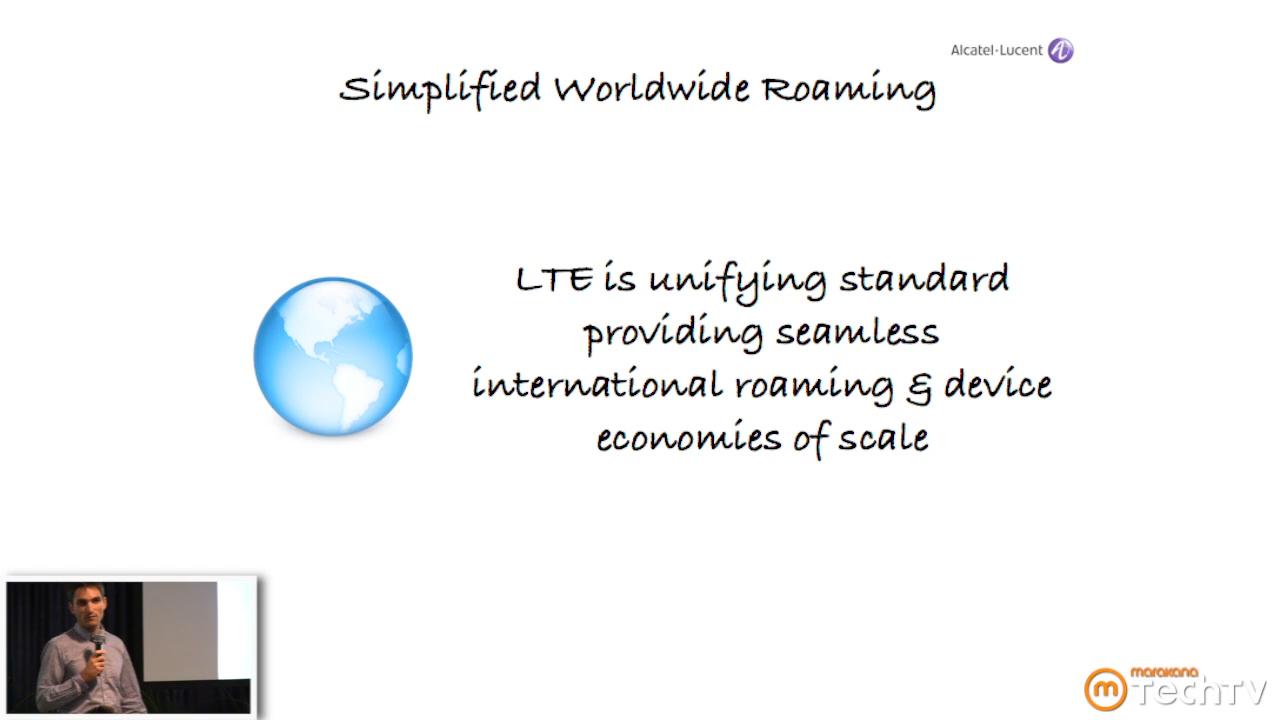 Alcatel·Lucent
Simplified Worldwide Roaming
LTE is unifying standard
providing seamless
international roaming & device
economies of scale
marakana
m TechTV